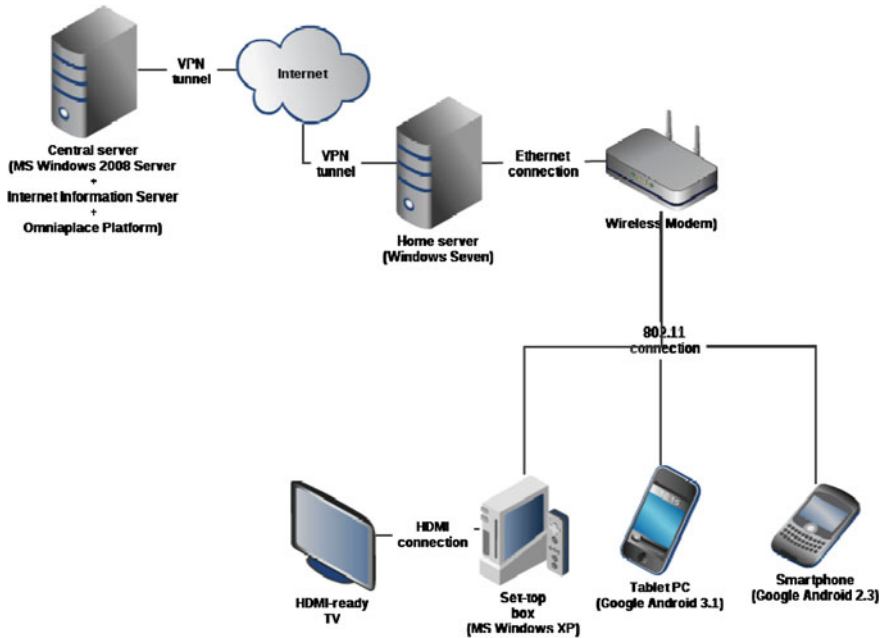 VPN
tunnel
Internet
Central server
(MS Windows 2008 Server
+
Internet Information Server
+
Omniaplace Platform)
VPN
tunnel
Ethernet
connection
Home server
(Windows Seven)
Wireless Modem)
802.11
connection
HDMI
connection
HDMI-ready
TV
Set-top
box
(MS Windows XP)
Tablet PC
(Google Android 3.1)
Smartphone
(Google Android 2.3)